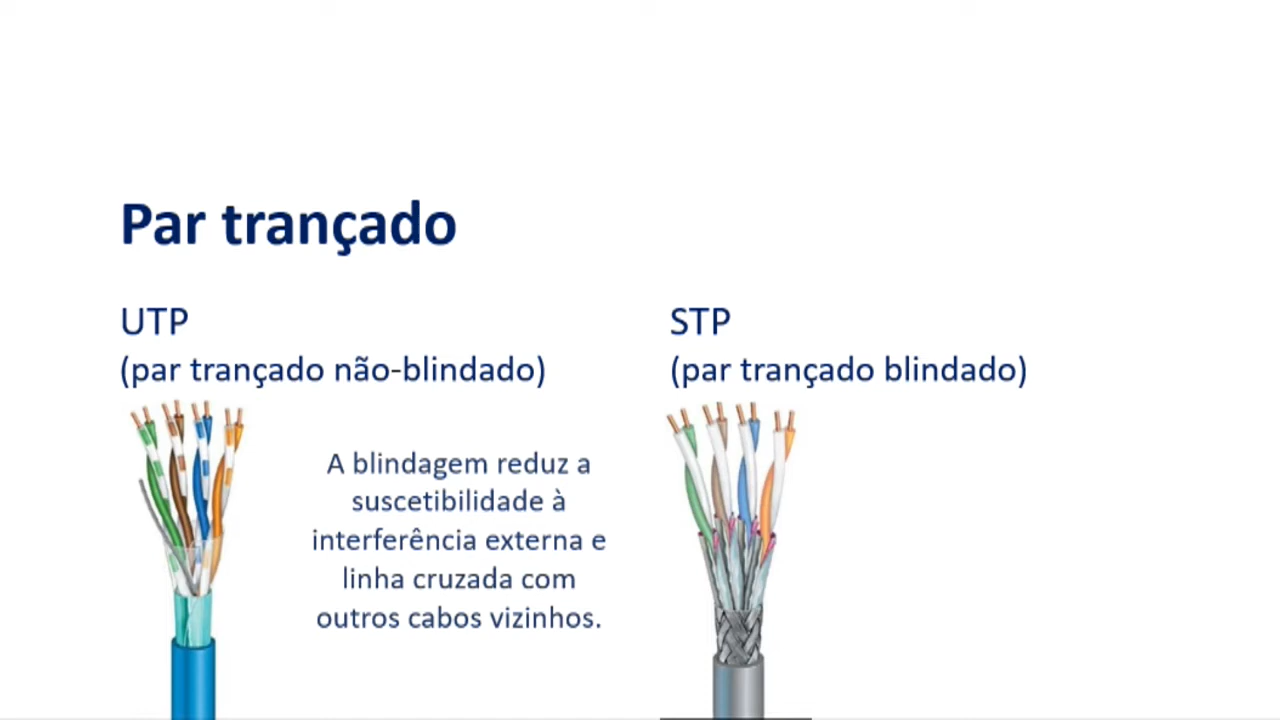 Par trançado
UTP
(par trançado não-blindado)
STP
(par trançado blindado)
A blindagem reduz a
suscetibilidade à
interferência externa e
linha cruzada com
outros cabos vizinhos.